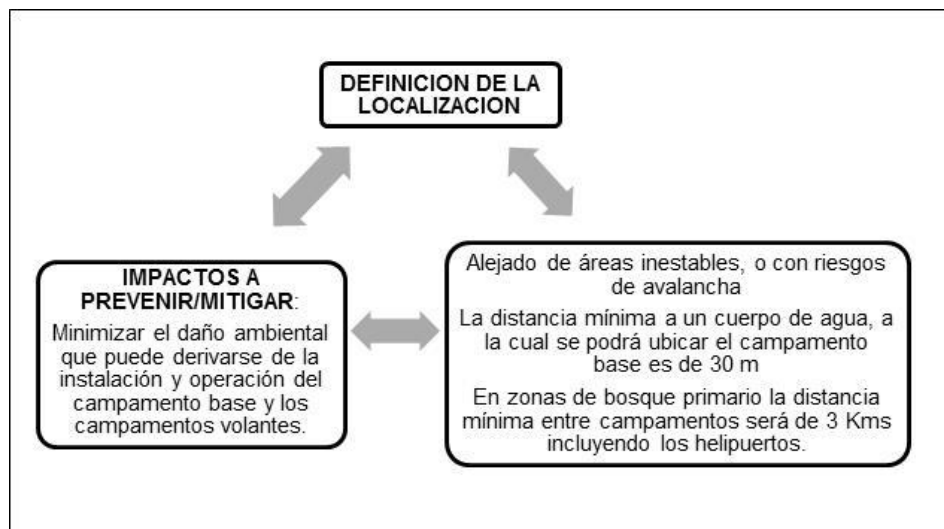 DEFINICION DE LA
LOCALIZACION
IMPACTOS A
PREVENIR/MITIGAR:
Minimizar el daño ambiental
que puede derivarse de la
instalación y operación del
campamento base y los
campamentos volantes.
Alejado de áreas inestables, o con riesgos
de avalancha
La distancia mínima a un cuerpo de agua, a
la cual se podrá ubicar el campamento
base es de 30 m
En zonas de bosque primario la distancia
mínima entre campamentos será de 3 Kms
incluyendo los helipuertos.